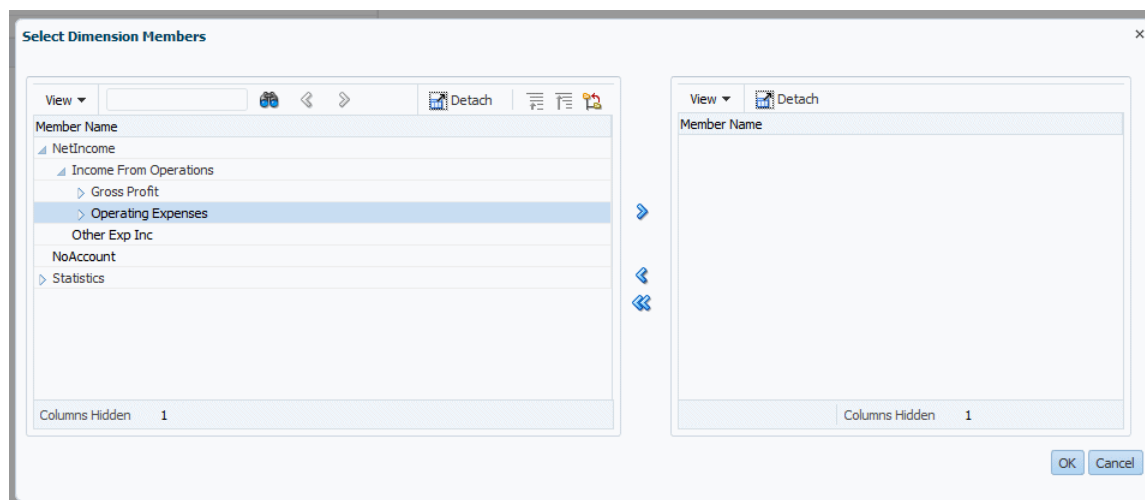 Select Dimension Members
View
Detach
Member Name
NetIncome
Income From Operations
Gross Profit
Operating Expenses
Other Exp Inc
NoAccount
Statistics
Columns Hidden 1
View
Detach
Member Name
Columns Hidden 1
OK
Cancel